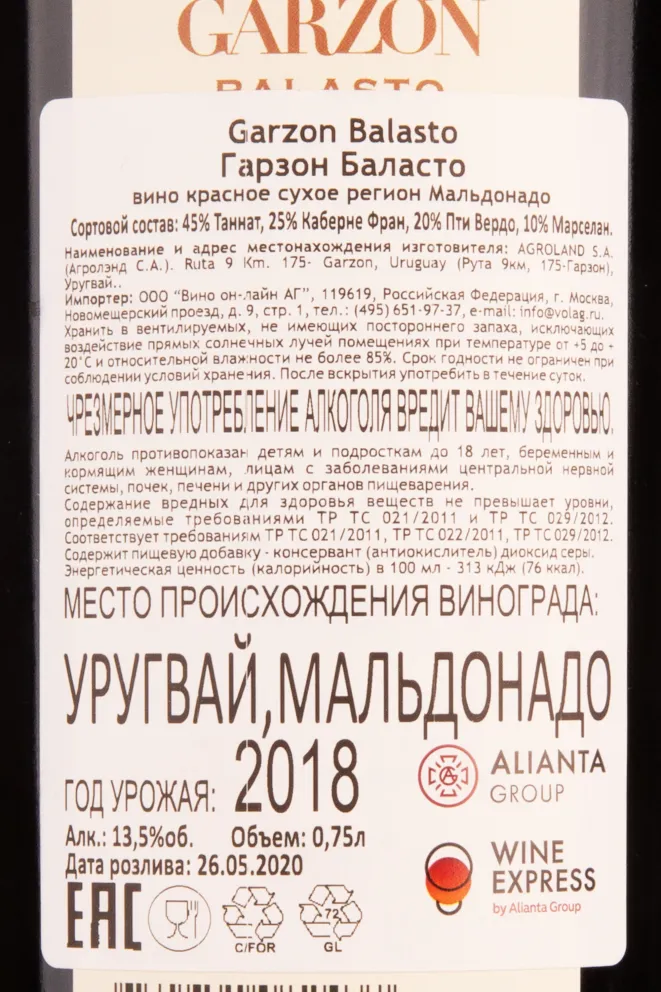 GARZON
BALASTO
Garzon Balasto
Гарзон Баласто
вино красное сухое регион Мальдонадо
Сортовой состав: 45% Таннат, 25% Каберне Фран, 20% Пти Вердо, 10% Марселан.
Наименование и адрес местонахождения изготовителя: AGROLAND S.A.
(Агролэнд С.А.). Ruta 9 Km. 175- Garzon, Uruguay (Рута 9км, 175-Гарзон),
Уругвай..
Импортер: ООО "Вино он-лайн АГ", 119619, Российская Федерация, г. Москва,
Новомещерский проезд, д. 9, стр. 1, тел.: (495) 651-97-37, e-mail: info@volag.ru.
Хранить в вентилируемых, не имеющих постороннего запаха, исключающих
воздействие прямых солнечных лучей помещениях при температуре от +5 до +
20°С и относительной влажности не более 85%. Срок годности не ограничен при
соблюдении условий хранения. После вскрытия употребить в течение суток.
ЧРЕЗМЕРНОЕ УПОТРЕБЛЕНИЕ АЛКОГОЛЯ ВРЕДИТ ВАШЕМУ ЗДОРОВЬЮ.
Алкоголь противопоказан детям и подросткам до 18 лет, беременным и
кормящим женщинам, лицам с заболеваниями центральной нервной
системы, почек, печени и других органов пищеварения.
Содержание вредных для здоровья веществ не превышает уровни,
определяемые требованиями ТР ТС 021/2011 и ТР ТС 029/2012.
Соответствует требованиям ТР ТС 021/2011, ТР ТС 022/2011, ТР ТС 029/2012.
Содержит пищевую добавку - консервант (антиокислитель) диоксид серы.
Энергетическая ценность (калорийность) в 100 мл - 313 кДж (76 ккал).
МЕСТО ПРОИСХОЖДЕНИЯ ВИНОГРАДА:
УРУГВАЙ, МАЛЬДОНАДО
ГОД УРОЖАЯ: 2018
ALIANTA
GROUP
Алк.: 13,5%об. Объем: 0,75л
Дата розлива: 26.05.2020
WINE
EXPRESS
by Alianta Group
EAC
C/FOR
72
GL